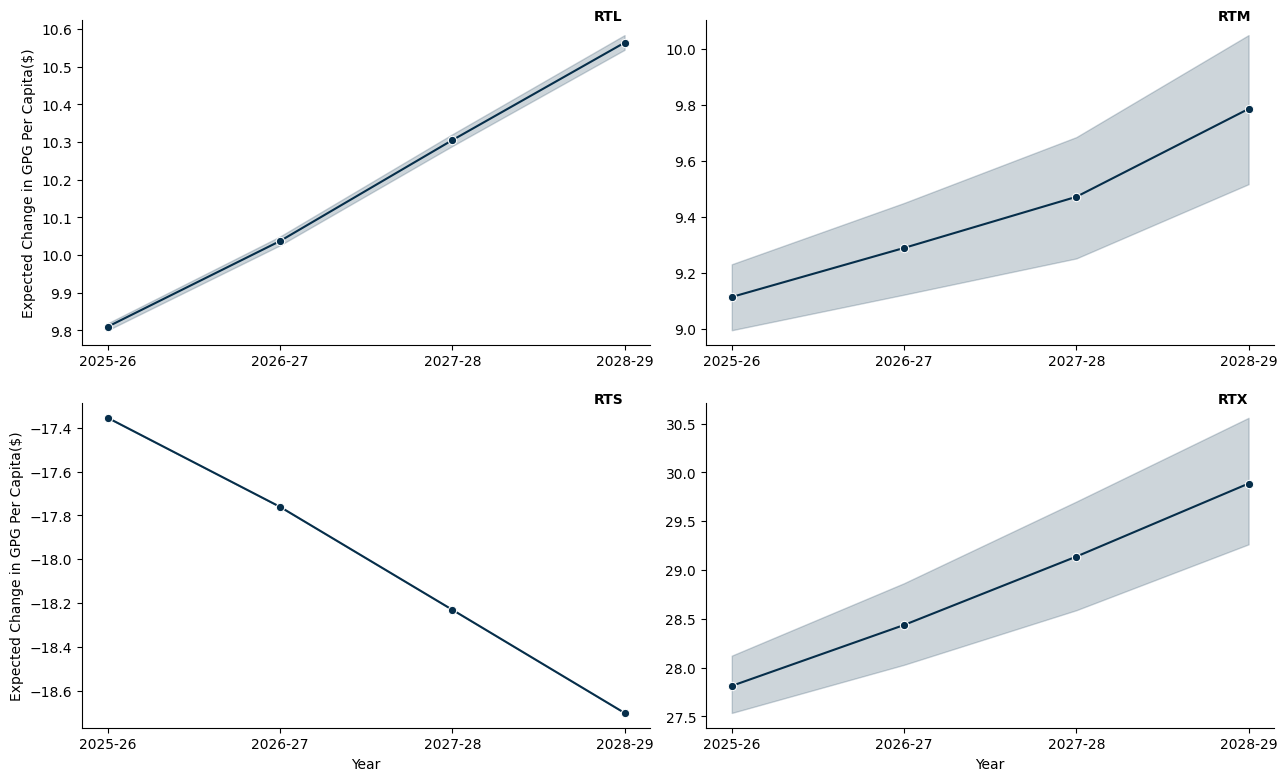 RTL
Expected Change in GPG Per Capita($)
10.6
10.5
10.4
10.3
10.2
10.1
10.0
9.9
9.8
2025-26 2026-27 2027-28 2028-29
RTM
10.0
9.8
9.6
9.4
9.2
9.0
2025-26 2026-27 2027-28 2028-29
RTS
Expected Change in GPG Per Capita($)
−17.4
−17.6
−17.8
−18.0
−18.2
−18.4
−18.6
2025-26 2026-27 2027-28 2028-29
Year
RTX
30.5
30.0
29.5
29.0
28.5
28.0
27.5
2025-26 2026-27 2027-28 2028-29
Year